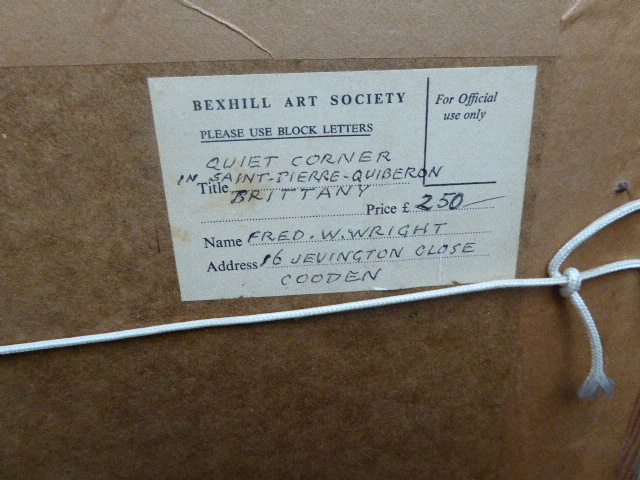 BEXHILL ART SOCIETY
For Official
use only
PLEASE USE BLOCK LETTERS
QUIET CORNER
IN SAINT-PIERRE-QUIBERON
Title BRITTANY
Price £ 250
Name FRED. W. WRIGHT
Address 16 JEVINGTON CLOSE
COODEN